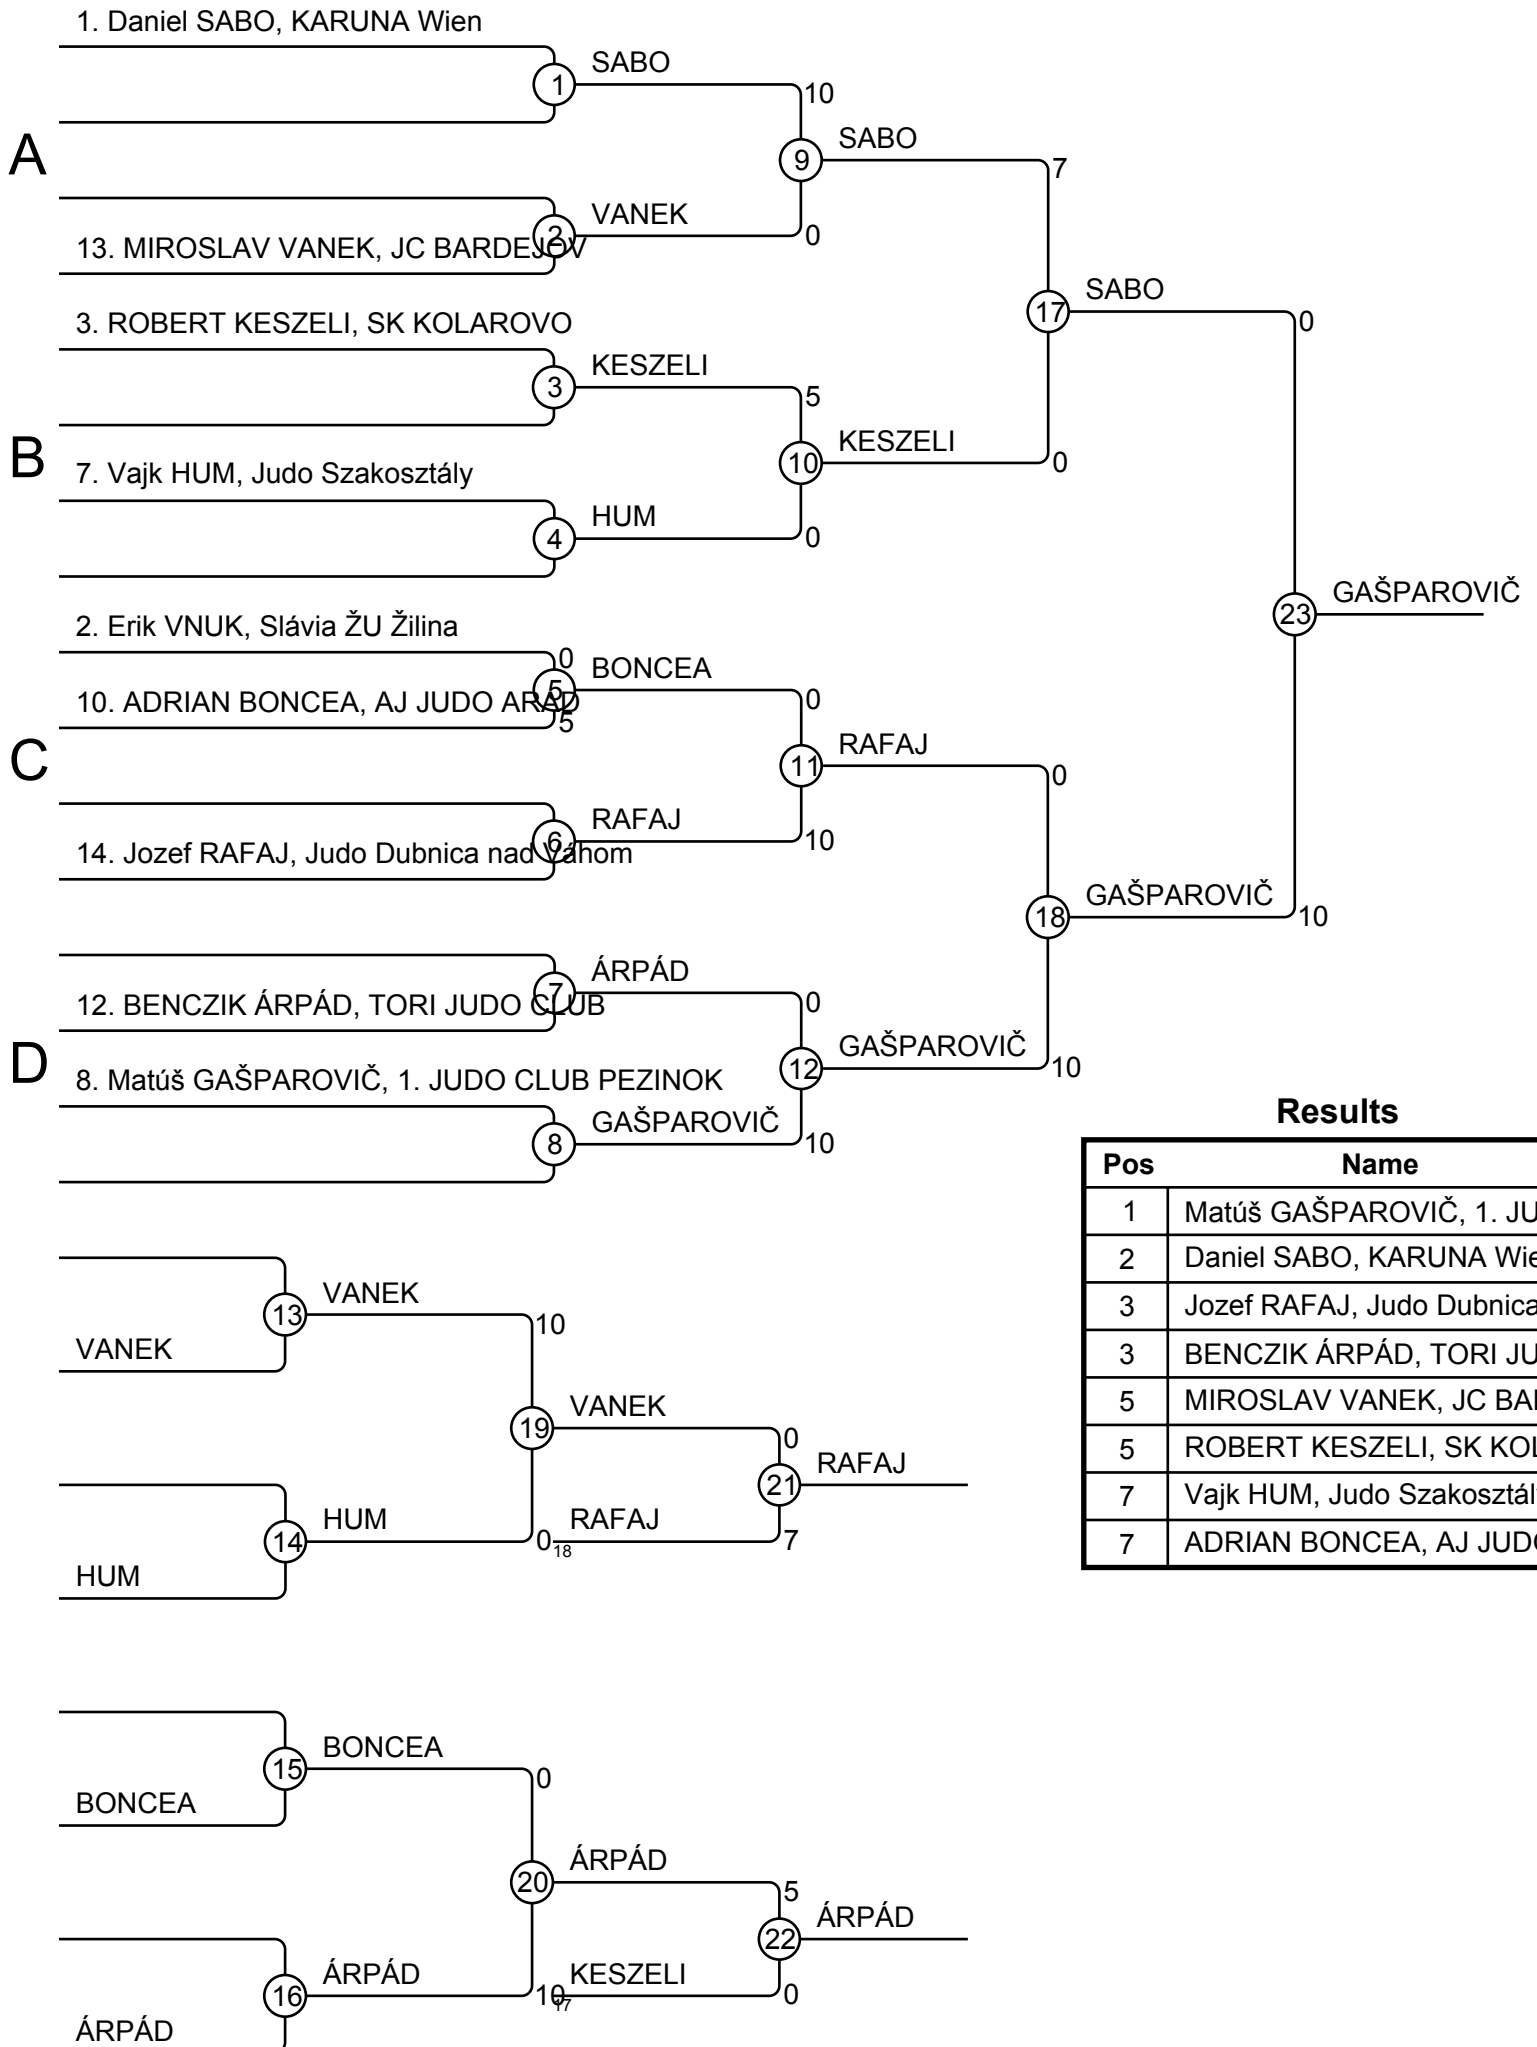 1. Daniel SABO, KARUNA Wien
SABO
1
10
A
SABO
9
7
VANEK
2
0
13. MIROSLAV VANEK, JC BARDEJOV
SABO
17
0
3. ROBERT KESZELI, SK KOLAROVO
KESZELI
3
5
B
KESZELI
10
0
7. Vajk HUM, Judo Szakosztály
HUM
4
0
GAŠPAROVIČ
23
2. Erik VNUK, Slávia ŽU Žilina
0
BONCEA
5
0
10. ADRIAN BONCEA, AJ JUDO ARAD
5
C
RAFAJ
11
0
RAFAJ
6
10
14. Jozef RAFAJ, Judo Dubnica nad Váhom
GAŠPAROVIČ
18
10
ÁRPÁD
7
0
12. BENCZIK ÁRPÁD, TORI JUDO CLUB
D
GAŠPAROVIČ
12
10
8. Matúš GAŠPAROVIČ, 1. JUDO CLUB PEZINOK
GAŠPAROVIČ
8
10
Results
Pos Name
1 Matúš GAŠPAROVIČ, 1. JU
2 Daniel SABO, KARUNA Wie
3 Jozef RAFAJ, Judo Dubnica
3 BENCZIK ÁRPÁD, TORI JU
5 MIROSLAV VANEK, JC BA
5 ROBERT KESZELI, SK KO
7 Vajk HUM, Judo Szakosztál
7 ADRIAN BONCEA, AJ JUD
VANEK
13
10
VANEK
VANEK
19
0
RAFAJ
21
HUM
14
0
18
RAFAJ
7
HUM
BONCEA
15
0
BONCEA
ÁRPÁD
20
5
ÁRPÁD
22
ÁRPÁD
16
10
17
KESZELI
0
ÁRPÁD